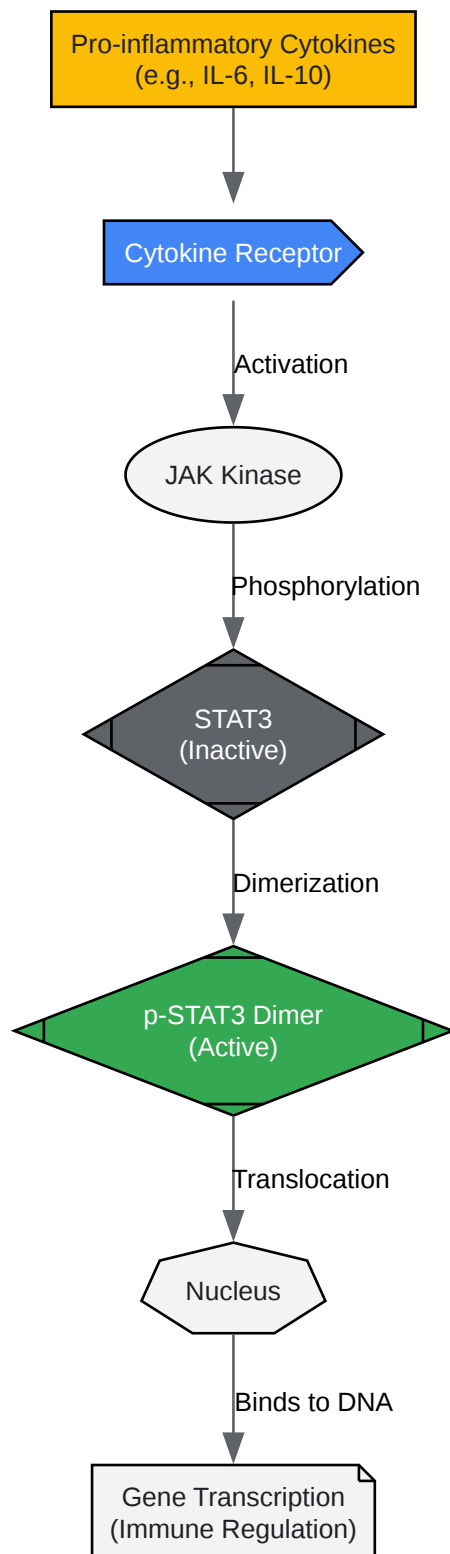 Pro-inflammatory Cytokines
(e.g., IL-6, IL-10)
Cytokine Receptor
Activation
JAK Kinase
Phosphorylation
STAT3
(Inactive)
Dimerization
p-STAT3 Dimer
(Active)
Translocation
Nucleus
Binds to DNA
Gene Transcription
(Immune Regulation)